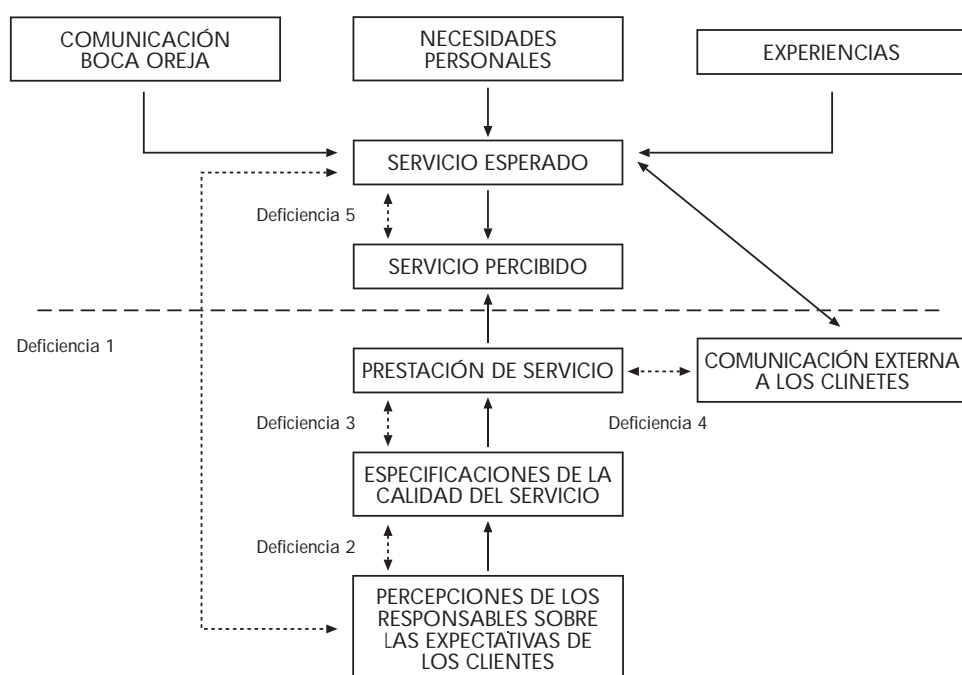 COMUNICACIÓN
BOCA OREJA
NECESIDADES
PERSONALES
EXPERIENCIAS
SERVICIO ESPERADO
Deficiencia 5
SERVICIO PERCIBIDO
Deficiencia 1
PRESTACIÓN DE SERVICIO
COMUNICACIÓN EXTERNA
A LOS CLINETES
Deficiencia 3
Deficiencia 4
ESPECIFICACIONES DE LA
CALIDAD DEL SERVICIO
Deficiencia 2
PERCEPCIONES DE LOS
RESPONSABLES SOBRE
LAS EXPECTATIVAS DE
LOS CLIENTES